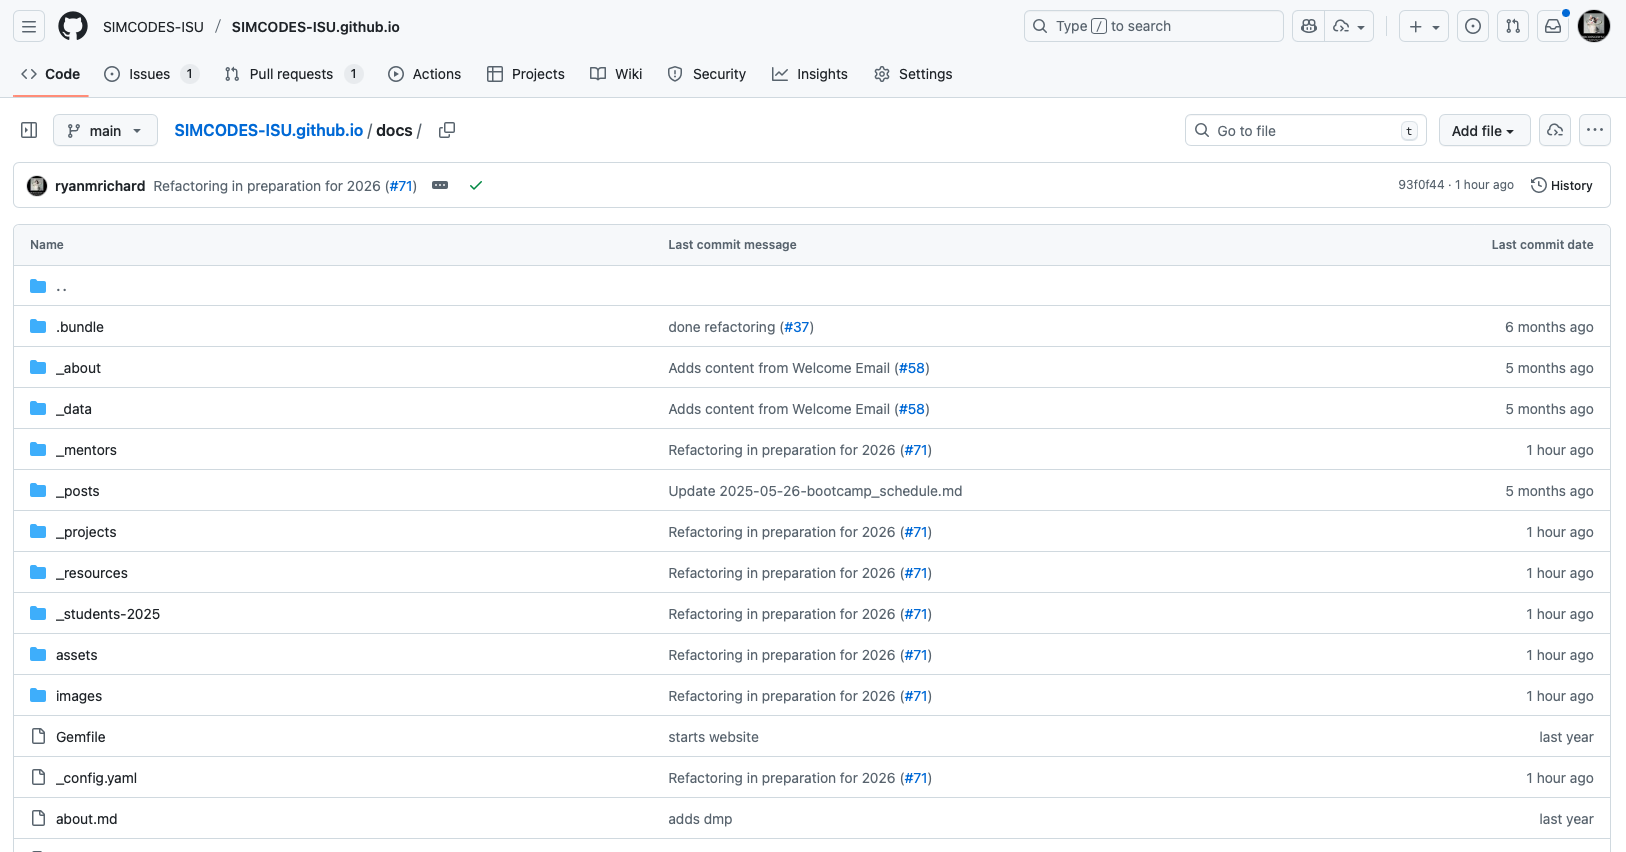 SIMCODES-ISU / SIMCODES-ISU.github.io Type / to search
Code Issues 1 Pull requests 1 Actions Projects Wiki Security Insights Settings
main SIMCODES-ISU.github.io / docs / Go to file t Add file
ryanmrichard Refactoring in preparation for 2026 (#71) 93f0f44 · 1 hour ago History
Name Last commit message Last commit date
..
.bundle done refactoring (#37) 6 months ago
_about Adds content from Welcome Email (#58) 5 months ago
_data Adds content from Welcome Email (#58) 5 months ago
_mentors Refactoring in preparation for 2026 (#71) 1 hour ago
_posts Update 2025-05-26-bootcamp_schedule.md 5 months ago
_projects Refactoring in preparation for 2026 (#71) 1 hour ago
_resources Refactoring in preparation for 2026 (#71) 1 hour ago
_students-2025 Refactoring in preparation for 2026 (#71) 1 hour ago
assets Refactoring in preparation for 2026 (#71) 1 hour ago
images Refactoring in preparation for 2026 (#71) 1 hour ago
Gemfile starts website last year
_config.yaml Refactoring in preparation for 2026 (#71) 1 hour ago
about.md adds dmp last year